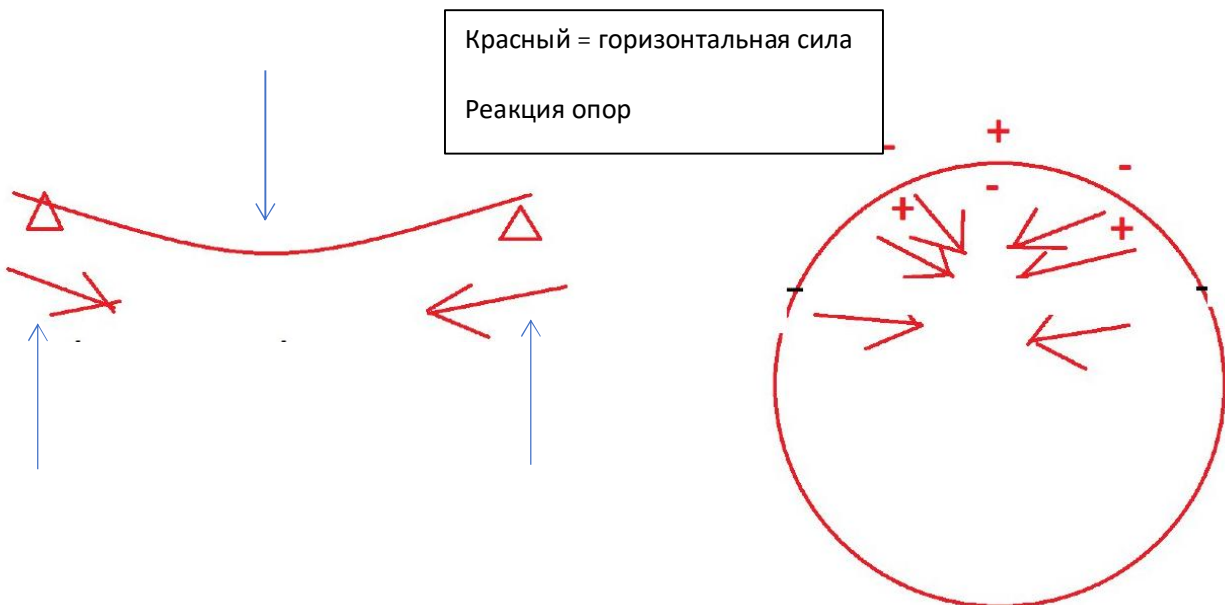 Красный = горизонтальная сила
Реакция опор
- + -
+ - +
- -